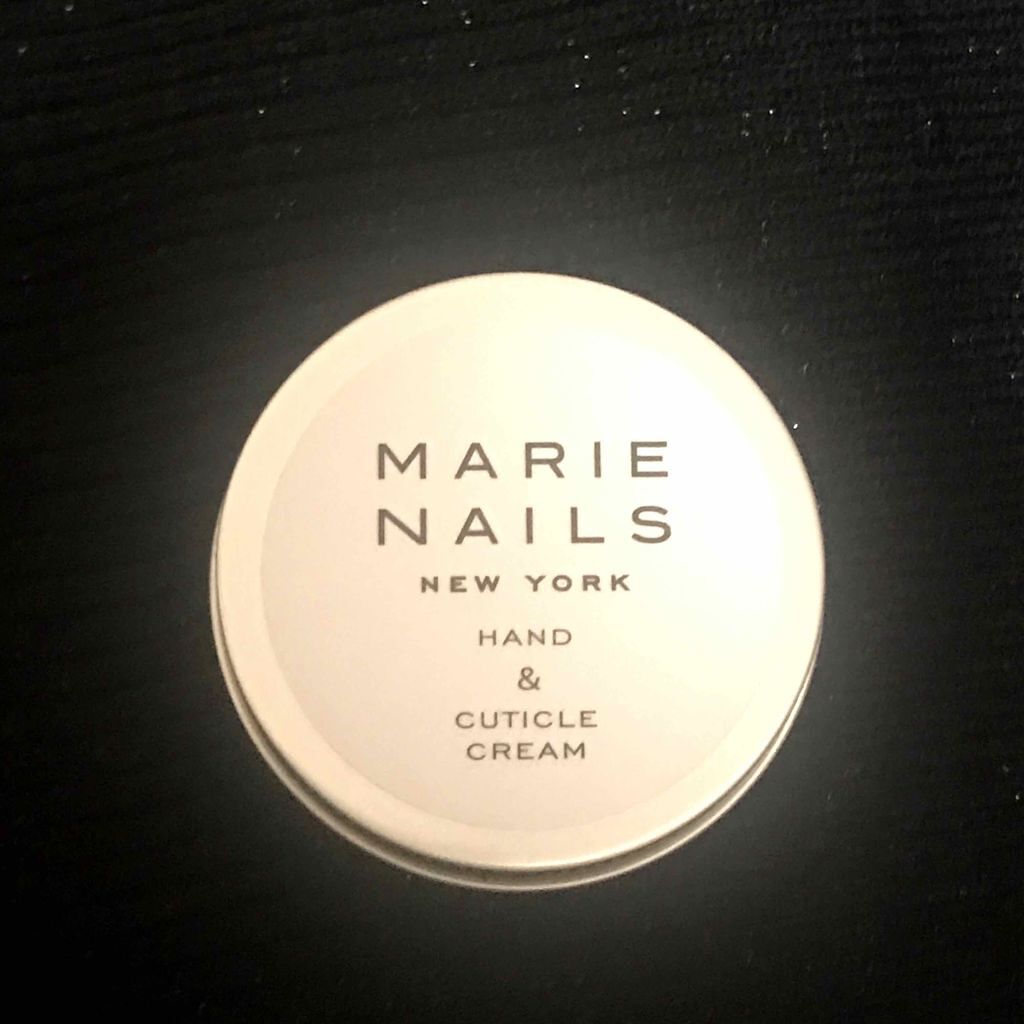 MARIE
NAILS
NEW YORK
HAND
&
CUTICLE
CREAM